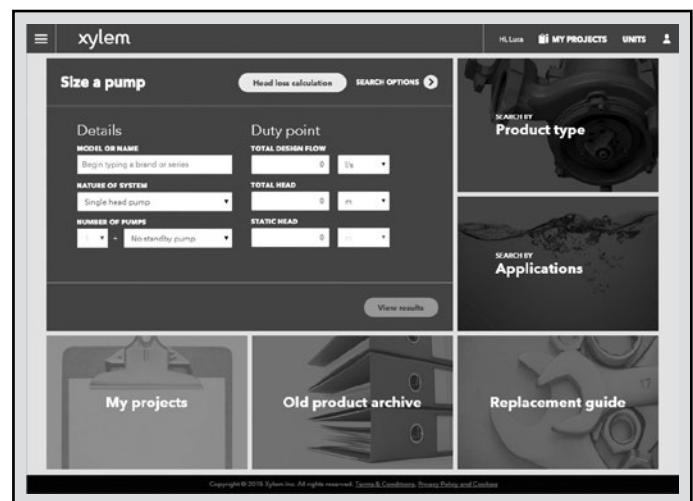 xylem
Hi, Luca MY PROJECTS UNITS
Size a pump
Head loss calculation SEARCH OPTIONS
Details
MODEL OR NAME
Begin typing a brand or series
NATURE OF SYSTEM
Single head pump
NUMBER OF PUMPS
+ No standby pump
Duty point
TOTAL DESIGN FLOW
0 l/s
TOTAL HEAD
0 m
STATIC HEAD
0 m
View results
SEARCH BY
Product type
SEARCH BY
Applications
My projects
Old product archive
Replacement guide
17
Copyright © 2015 Xylem Inc. All rights reserved. Terms & Conditions, Privacy Policy and Cookies